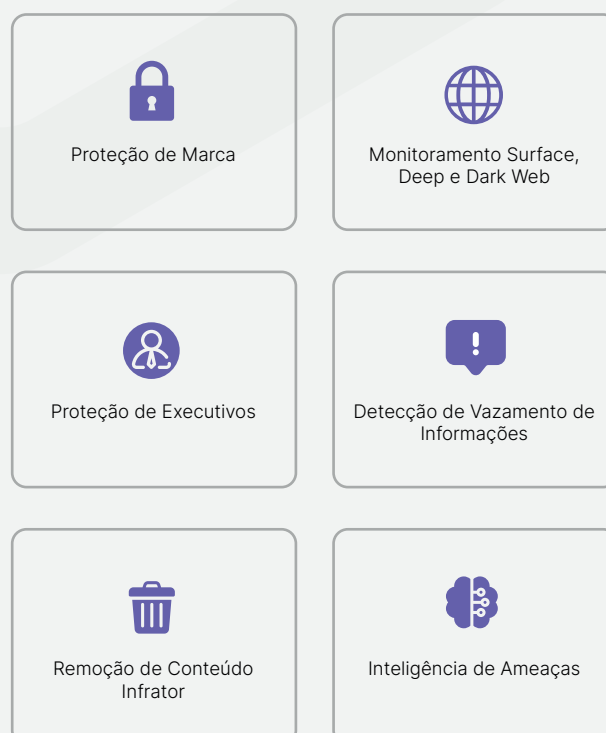 Proteção de Marca
Monitoramento Surface,
Deep e Dark Web
Proteção de Executivos
Detecção de Vazamento de
Informações
Remoção de Conteúdo
Infrator
Inteligência de Ameaças